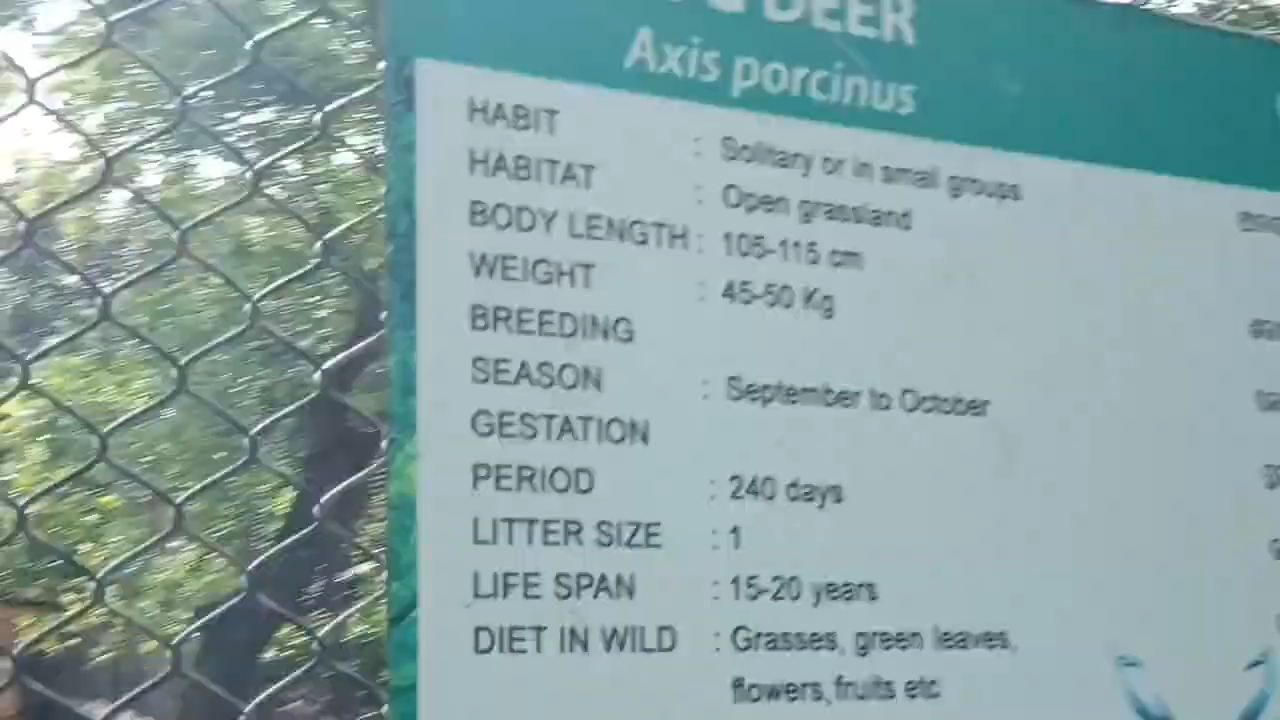 DEER
Axis porcinus
HABIT : Solitary or in small groups
HABITAT : Open grassland
BODY LENGTH : 105-115 cm
WEIGHT : 45-50 Kg
BREEDING
SEASON : September to October
GESTATION
PERIOD : 240 days
LITTER SIZE : 1
LIFE SPAN : 15-20 years
DIET IN WILD : Grasses, green leaves,
flowers, fruits etc